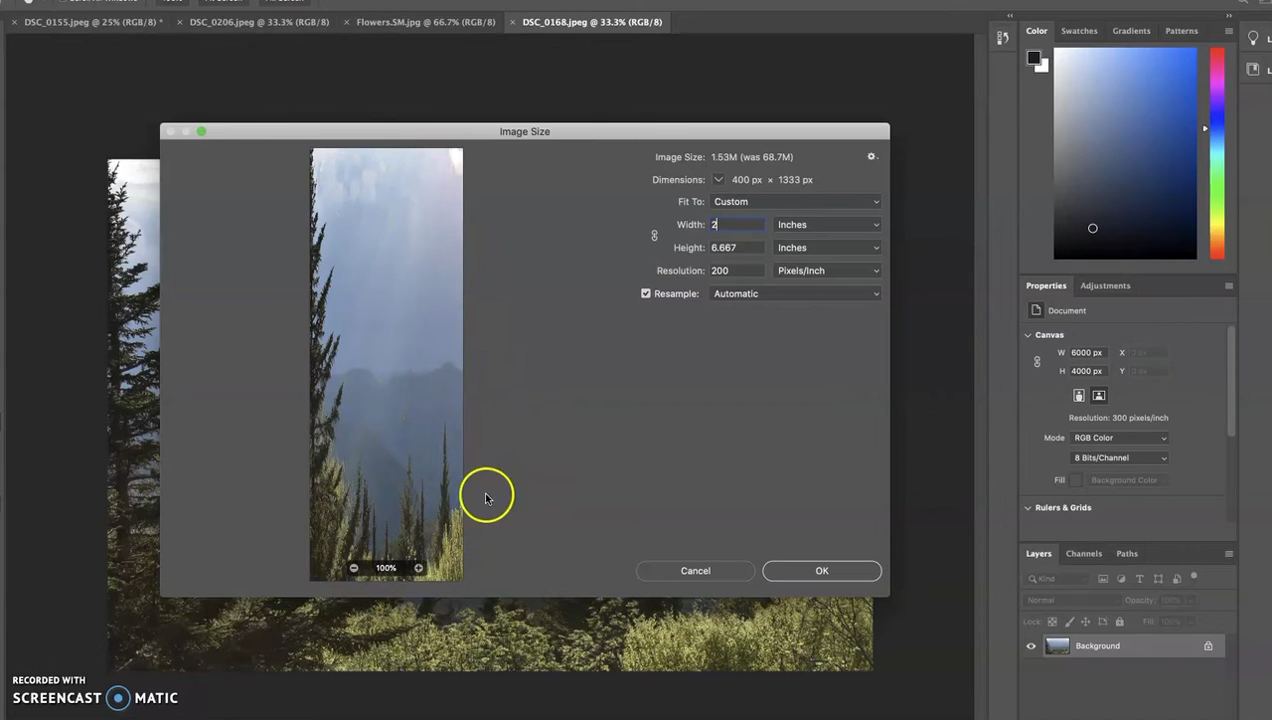 DSC_0155.jpeg @ 25% (RGB/8) * DSC_0206.jpeg @ 33.3% (RGB/8) Flowers.SM.jpg @ 66.7% (RGB/8) DSC_0168.jpeg @ 33.3% (RGB/8)
Color Swatches Gradients Patterns
Image Size
Image Size: 1.53M (was 68.7M)
Dimensions: 400 px × 1333 px
Fit To: Custom
Width: 2 Inches
Height: 6.667 Inches
Resolution: 200 Pixels/Inch
Resample: Automatic
100%
Cancel OK
Properties Adjustments
Document
Canvas
W 6000 px X
H 4000 px Y
Resolution: 300 pixels/inch
Mode RGB Color
8 Bits/Channel
Fill Background Color
Rulers & Grids
Layers Channels Paths
Kind
Normal Opacity: 100%
Lock: Fill: 100%
Background
RECORDED WITH
SCREENCAST MATIC